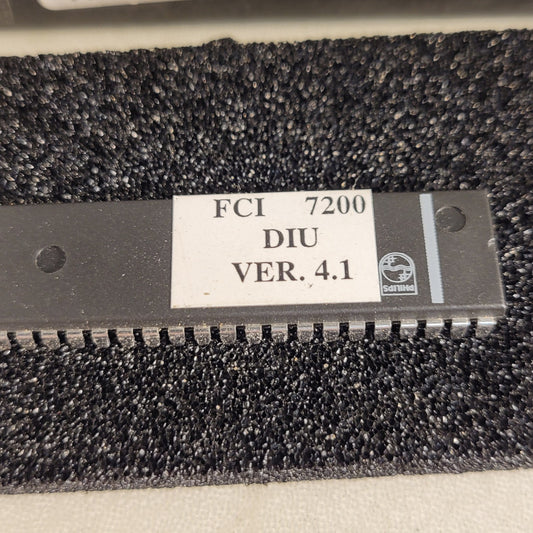 FCI 7200
DIU
VER. 4.1
PHILIPS